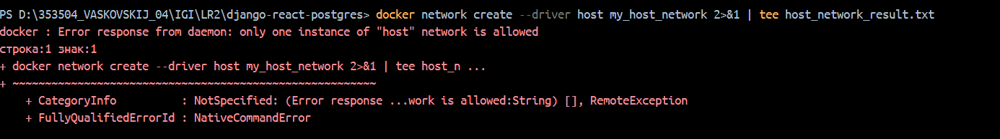 PS D:\353504_VASKOVSKIJ_04\IGI\LR2\django-react-postgres> docker network create --driver host my_host_network 2>&1 | tee host_network_result.txt
docker : Error response from daemon: only one instance of "host" network is allowed
строка:1 знак:1
+ docker network create --driver host my_host_network 2>&1 | tee host_n ...
+ ~~~~~~~~~~~~~~~~~~~~~~~~~~~~~~~~~~~~~~~~~~~~~~~~~~~~~~~~
    + CategoryInfo          : NotSpecified: (Error response ...work is allowed:String) [], RemoteException
    + FullyQualifiedErrorId : NativeCommandError